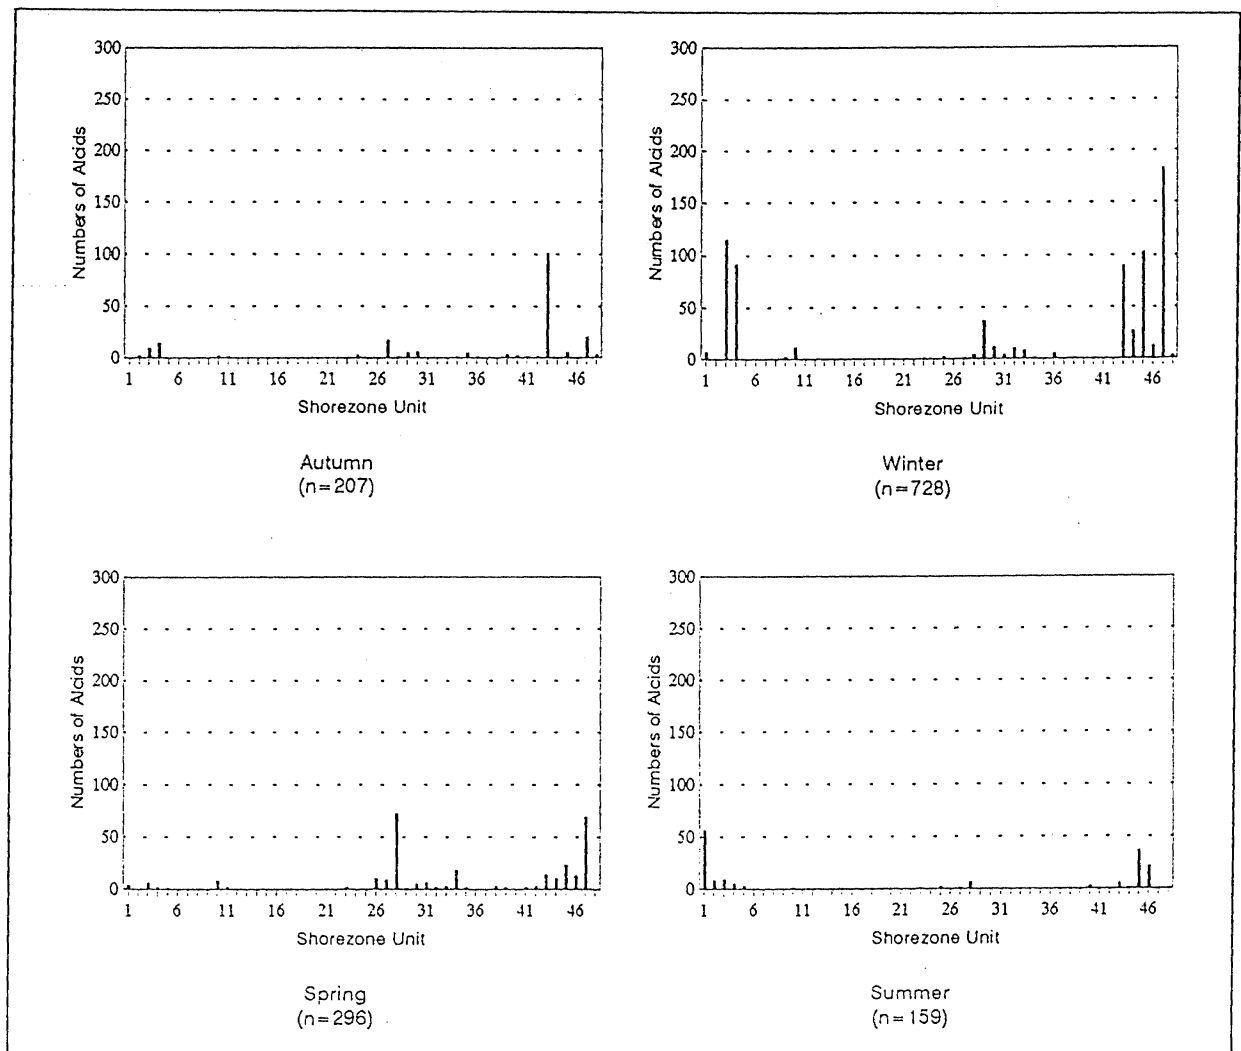 300
250
200
150
100
50
0
Numbers of Alcids
1 6 11 16 21 26 31 36 41 46
Shorezone Unit
Autumn
(n=207)
300
250
200
150
100
50
0
Numbers of Alcids
1 6 11 16 21 26 31 36 41 46
Shorezone Unit
Winter
(n=728)
300
250
200
150
100
50
0
Numbers of Alcids
1 6 11 16 21 26 31 36 41 46
Shorezone Unit
Spring
(n=296)
300
250
200
150
100
50
0
Numbers of Alcids
1 6 11 16 21 26 31 36 41 46
Shorezone Unit
Summer
(n=159)